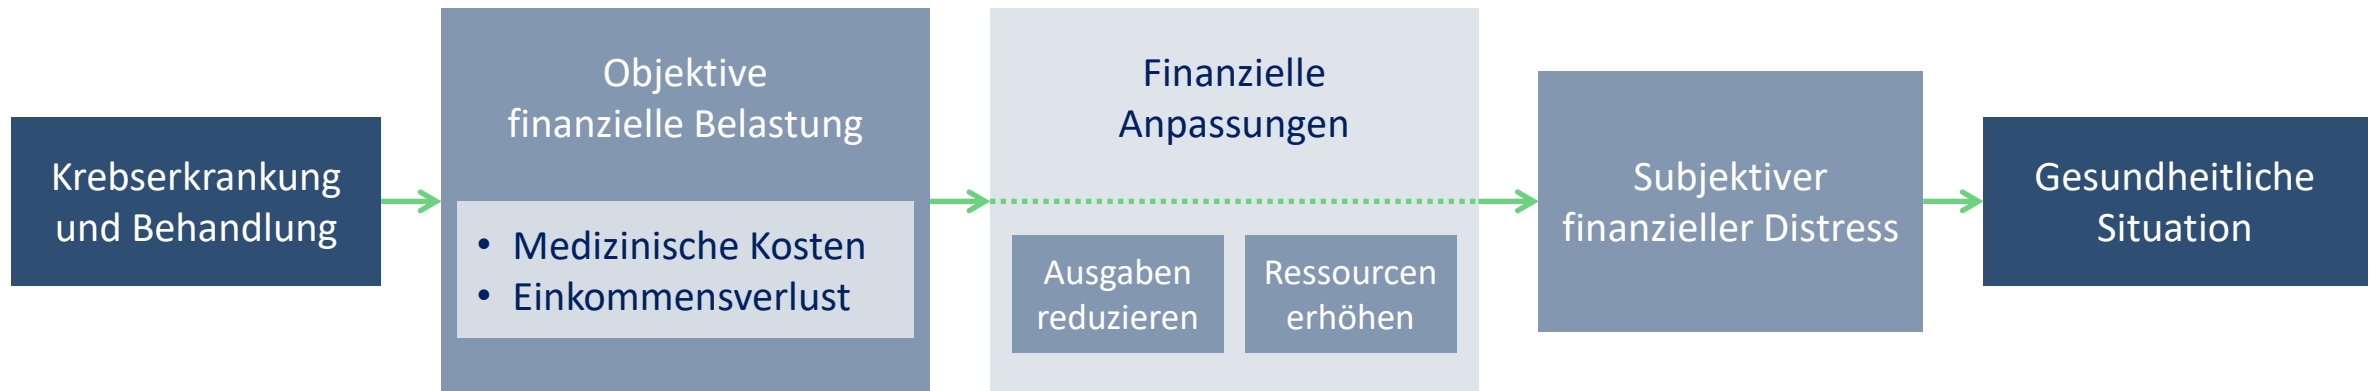 Krebserkrankung
und Behandlung
Objektive
finanzielle Belastung
• Medizinische Kosten
• Einkommensverlust
Finanzielle
Anpassungen
Ausgaben
reduzieren
Ressourcen
erhöhen
Subjektiver
finanzieller Distress
Gesundheitliche
Situation